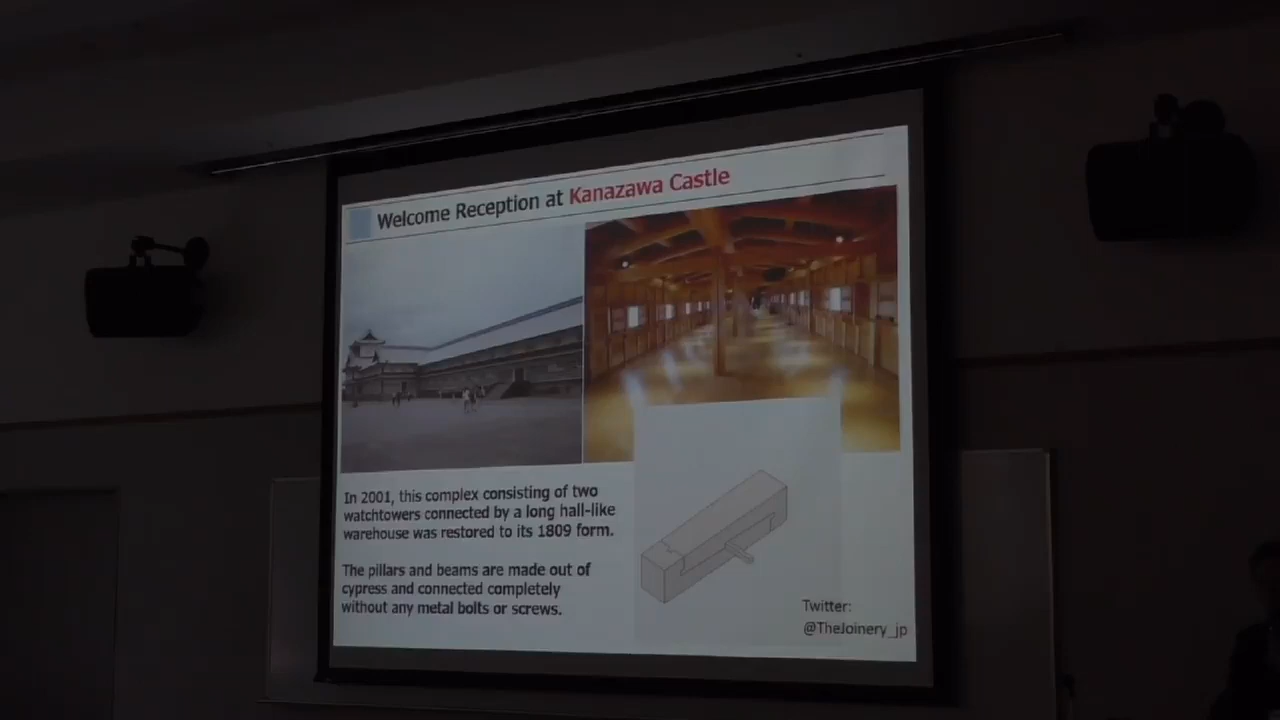 Welcome Reception at Kanazawa Castle
In 2001, this complex consisting of two
watchtowers connected by a long hall-like
warehouse was restored to its 1809 form.
The pillars and beams are made out of
cypress and connected completely
without any metal bolts or screws.
Twitter:
@TheJoinery_jp